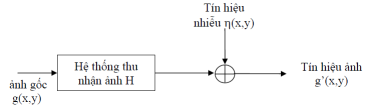 Tín hiệu
nhiễu η(x,y)
Hệ thống thu
nhận ảnh H
ảnh gốc
g(x,y)
Tín hiệu ảnh
g’(x,y)